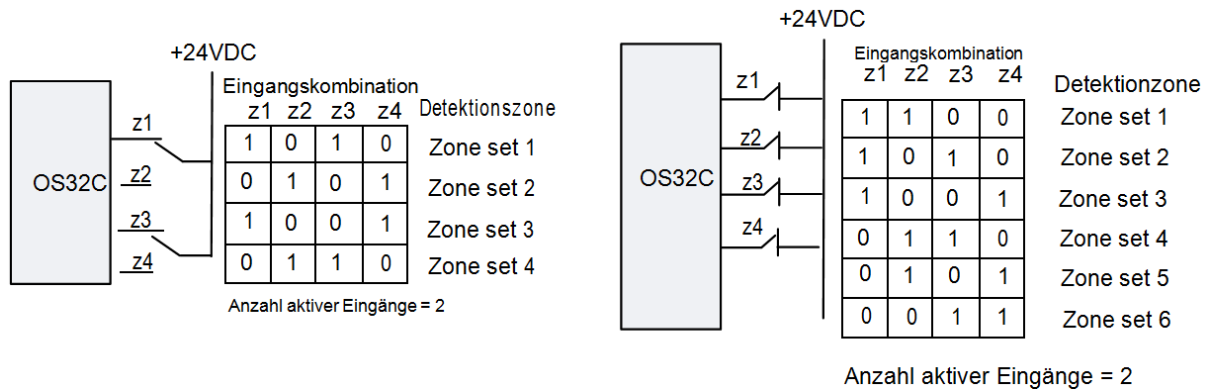 +24VDC
Eingangskombination
z1 z2 z3 z4 Detektionszone
z1
z2
z3
z4
OS32C
1 0 1 0 Zone set 1
0 1 0 1 Zone set 2
1 0 0 1 Zone set 3
0 1 1 0 Zone set 4
Anzahl aktiver Eingänge = 2
+24VDC
Eingangskombination
z1 z2 z3 z4 Detektionzone
z1
z2
z3
z4
OS32C
1 1 0 0 Zone set 1
1 0 1 0 Zone set 2
1 0 0 1 Zone set 3
0 1 1 0 Zone set 4
0 1 0 1 Zone set 5
0 0 1 1 Zone set 6
Anzahl aktiver Eingänge = 2